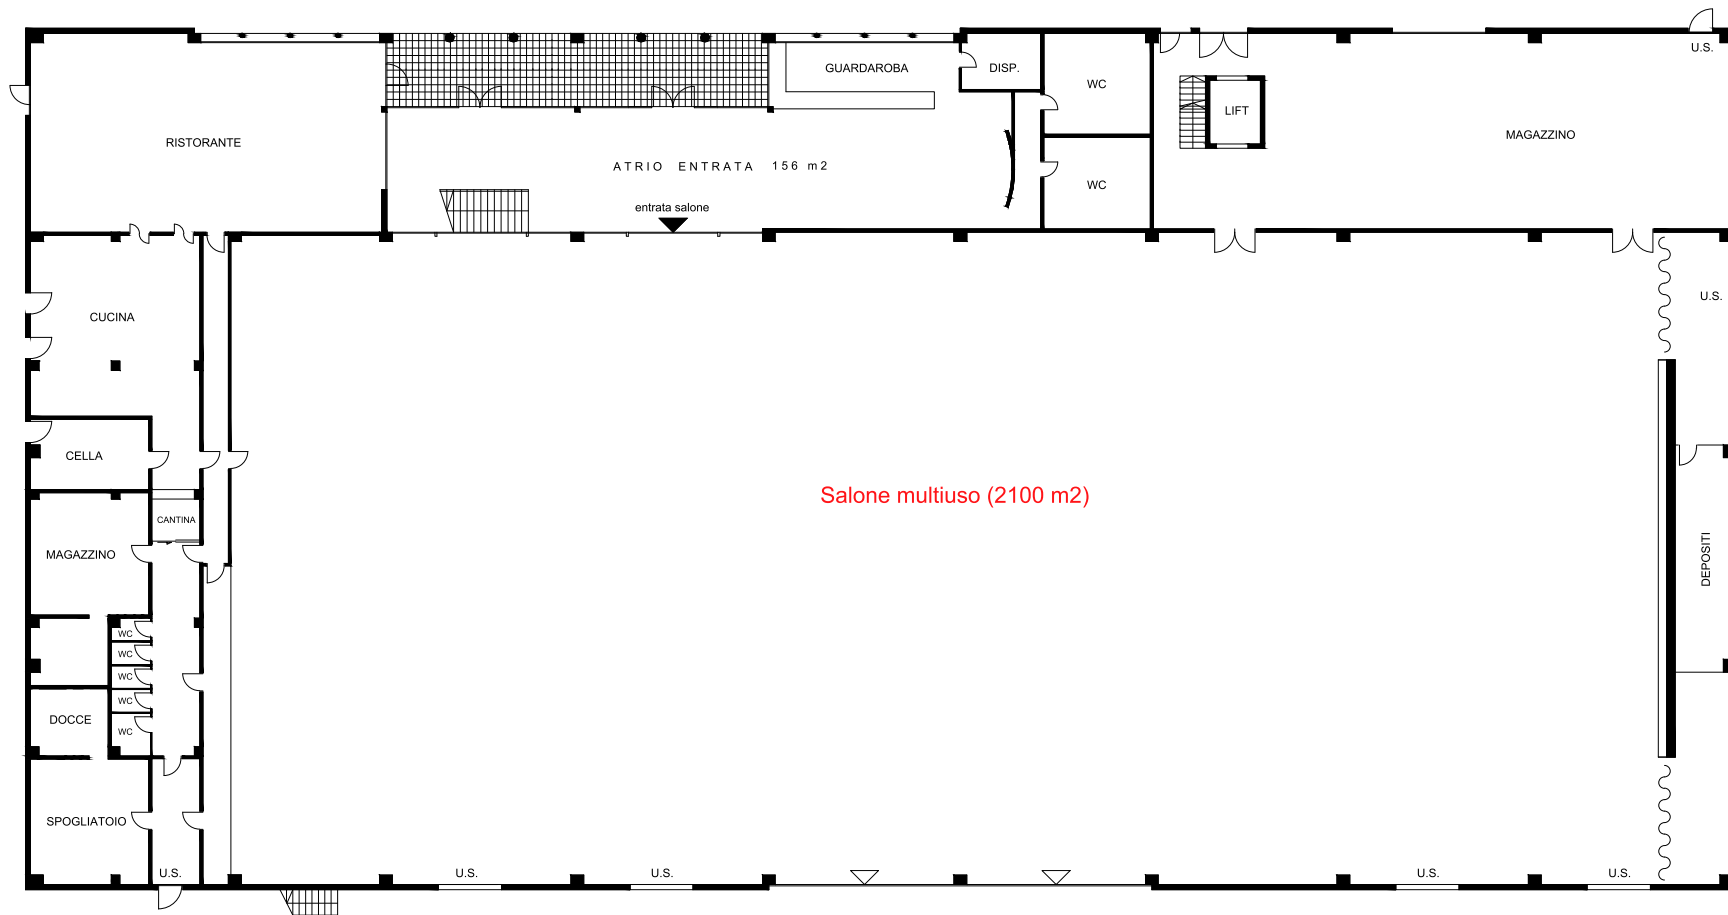 U.S.
GUARDAROBA
DISP.
WC
LIFT
MAGAZZINO
RISTORANTE
ATRIO ENTRATA 156 m2
WC
entrata salone
U.S.
CUCINA
CELLA
Salone multiuso (2100 m2)
CANTINA
MAGAZZINO
DEPOSITI
WC
WC
WC
WC
DOCCE
WC
SPOGLIATOIO
U.S.
U.S.
U.S.
U.S.
U.S.